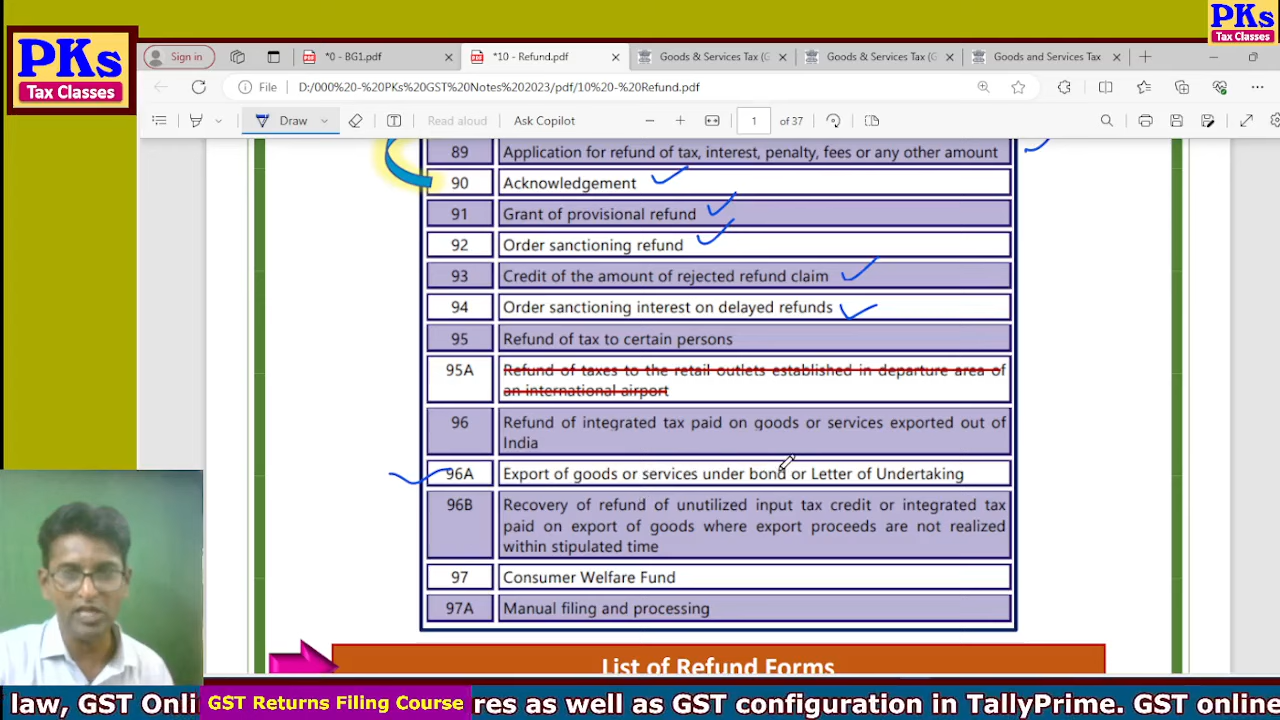 PKs
Tax Classes
PKs
Tax Classes
Sign in
*0 - BG1.pdf
*10 - Refund.pdf
Goods & Services Tax (G
Goods & Services Tax (G
Goods and Services Tax
File
D:/000%20-%20PKs%20GST%20Notes%202023/pdf/10%20-%20Refund.pdf
Draw
Read aloud
Ask Copilot
1
of 37
89 Application for refund of tax, interest, penalty, fees or any other amount
90 Acknowledgement
91 Grant of provisional refund
92 Order sanctioning refund
93 Credit of the amount of rejected refund claim
94 Order sanctioning interest on delayed refunds
95 Refund of tax to certain persons
95A Refund of taxes to the retail outlets established in departure area of
an international airport
96 Refund of integrated tax paid on goods or services exported out of
India
96A Export of goods or services under bond or Letter of Undertaking
96B Recovery of refund of unutilized input tax credit or integrated tax
paid on export of goods where export proceeds are not realized
within stipulated time
97 Consumer Welfare Fund
97A Manual filing and processing
List of Refund Forms
law, GST Onli
GST Returns Filing Course
res as well as GST configuration in TallyPrime. GST online